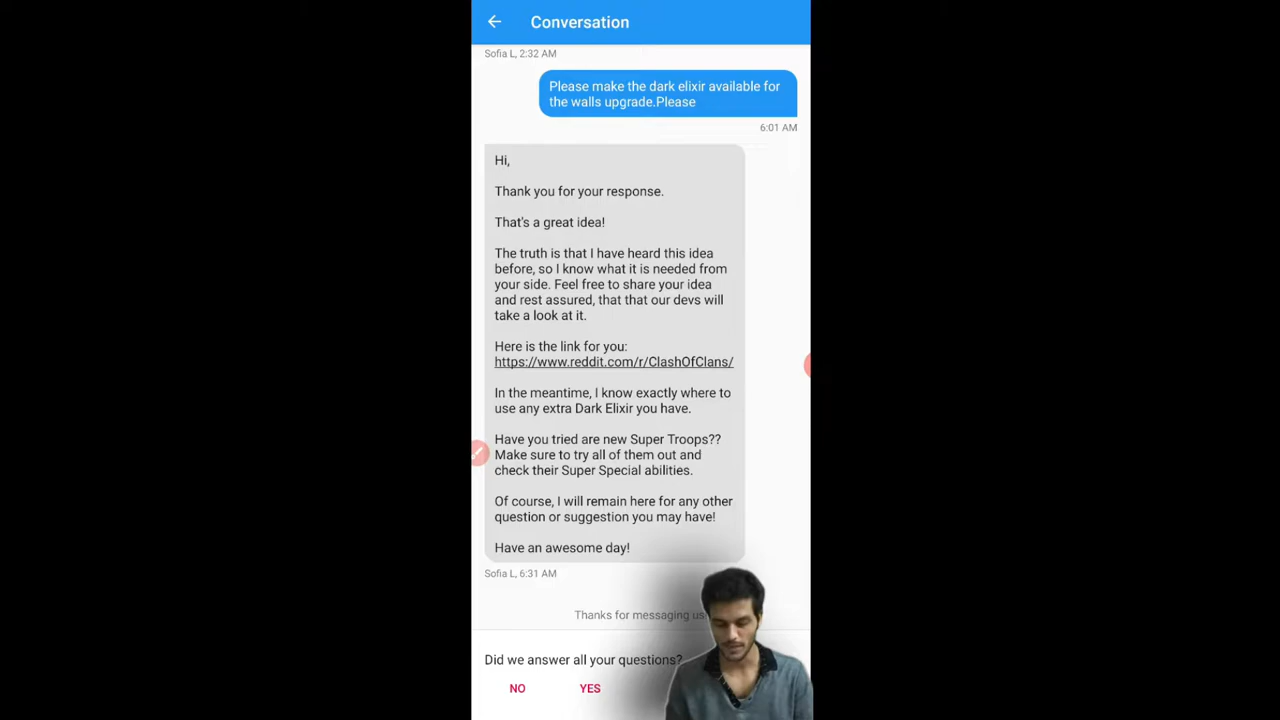 Conversation
Sofia L, 2:32 AM
Please make the dark elixir available for
the walls upgrade.Please
6:01 AM
Hi,
Thank you for your response.
That's a great idea!
The truth is that I have heard this idea
before, so I know what it is needed from
your side. Feel free to share your idea
and rest assured, that that our devs will
take a look at it.
Here is the link for you:
https://www.reddit.com/r/ClashOfClans/
In the meantime, I know exactly where to
use any extra Dark Elixir you have.
Have you tried are new Super Troops??
Make sure to try all of them out and
check their Super Special abilities.
Of course, I will remain here for any other
question or suggestion you may have!
Have an awesome day!
Sofia L, 6:31 AM
Thanks for messaging
Did we answer all your questions?
NO YES